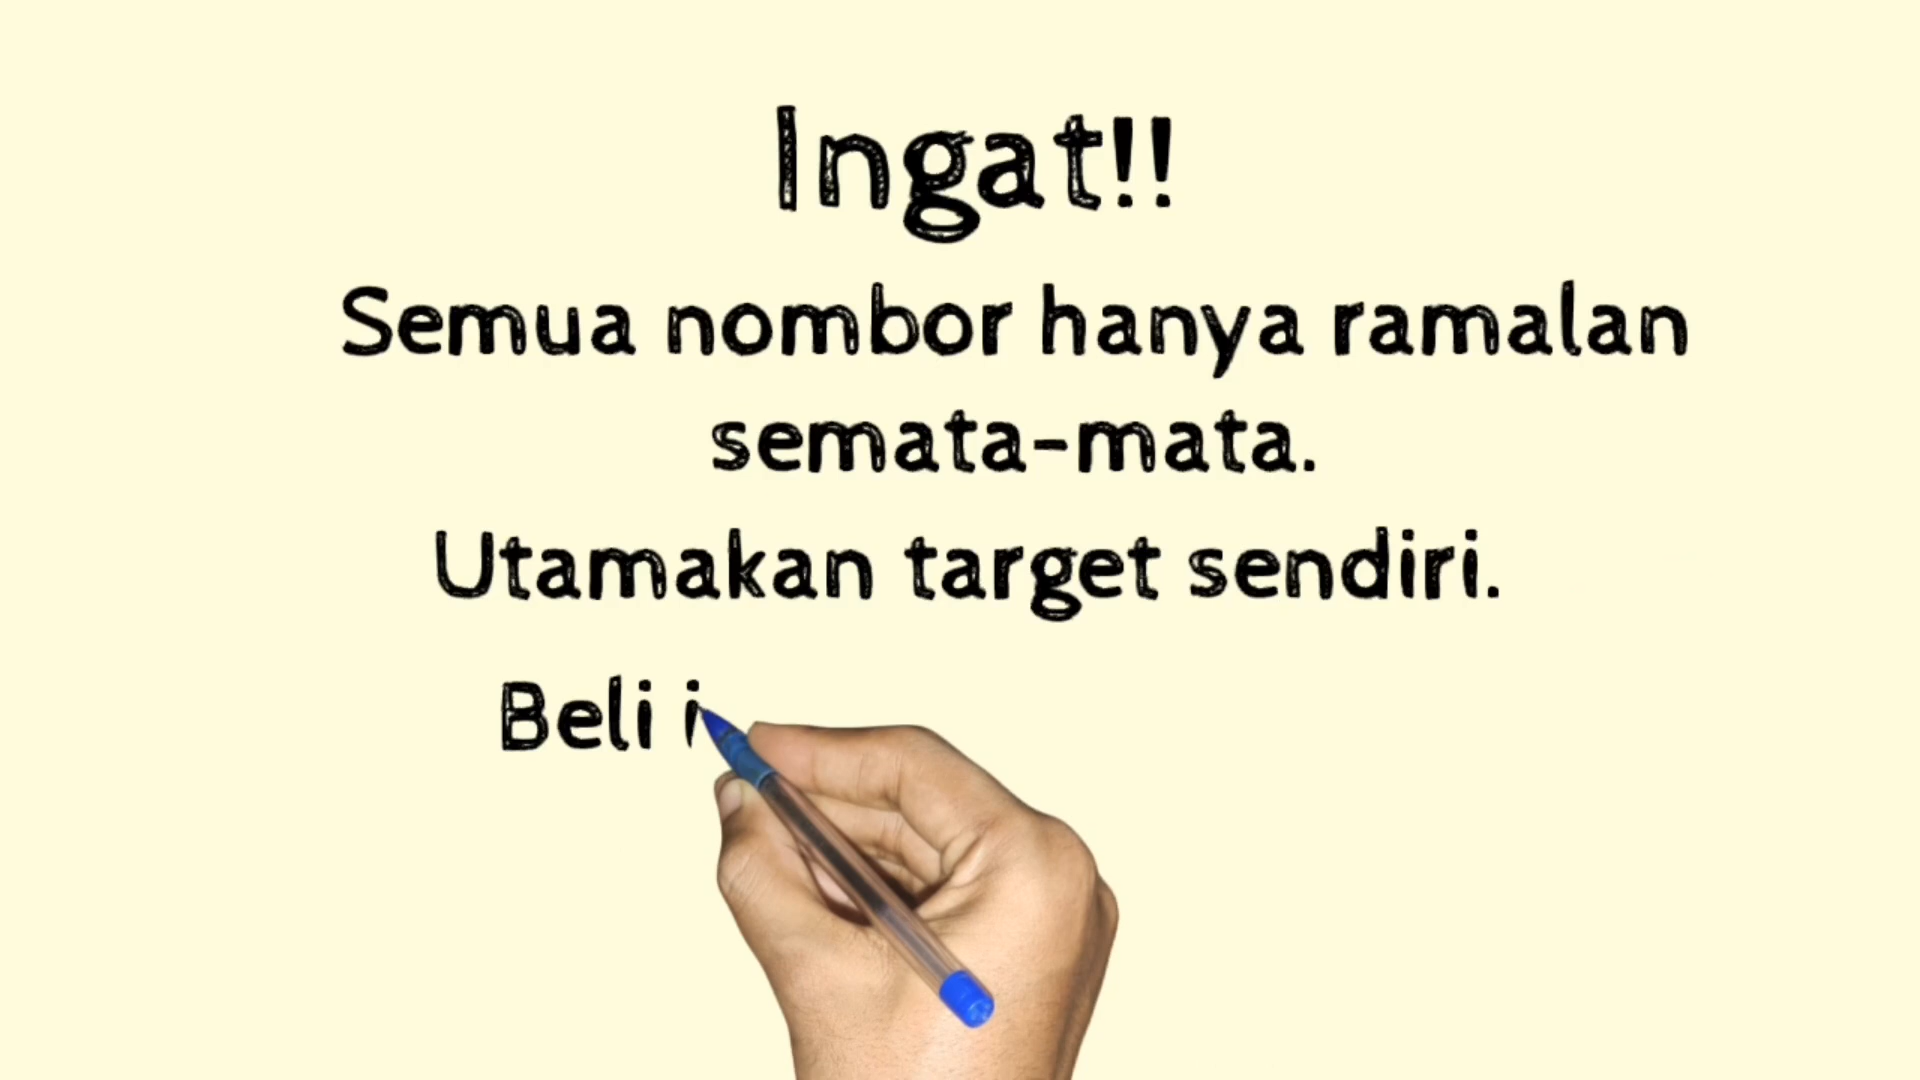 Ingat!!
Semua nombor hanya ramalan
semata-mata.
Utamakan target sendiri.
Beli i